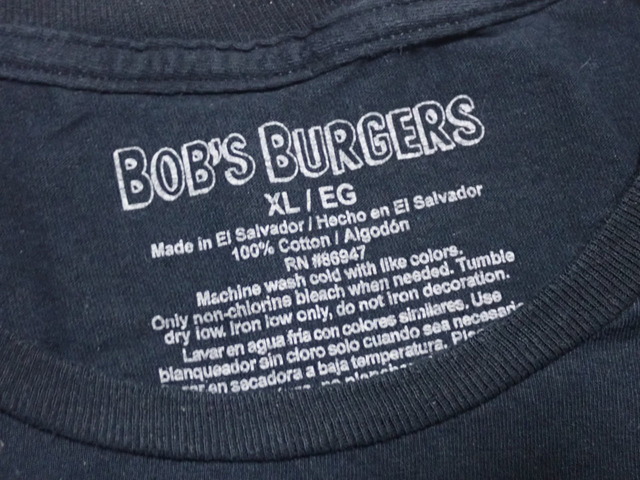 BOB'S BURGERS
XL / EG
Made in El Salvador / Hecho en El Salvador
100% Cotton / Algodón
RN #86947
Machine wash cold with like colors.
Only non-chlorine bleach when needed. Tumble
dry low. Iron low only, do not iron decoration.
Lavar en agua fría con colores similares. Use
blanqueador sin cloro solo cuando sea
en secadora a baja temperatura.